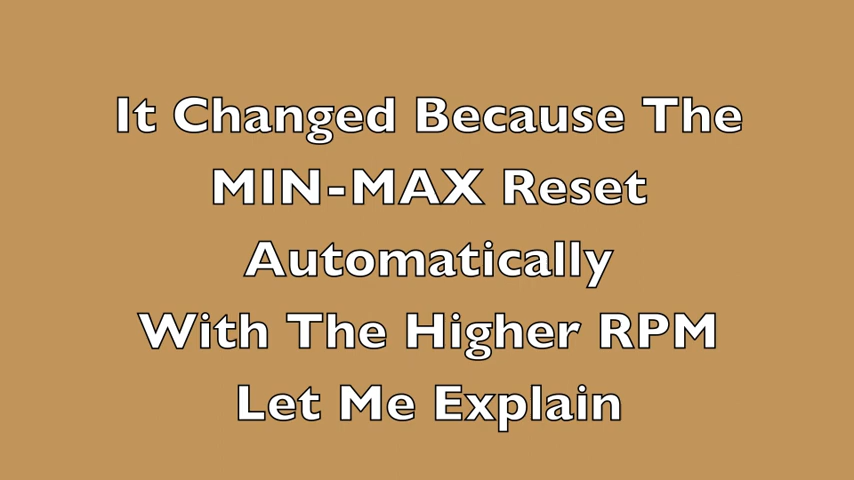 It Changed Because The
MIN-MAX Reset
Automatically
With The Higher RPM
Let Me Explain